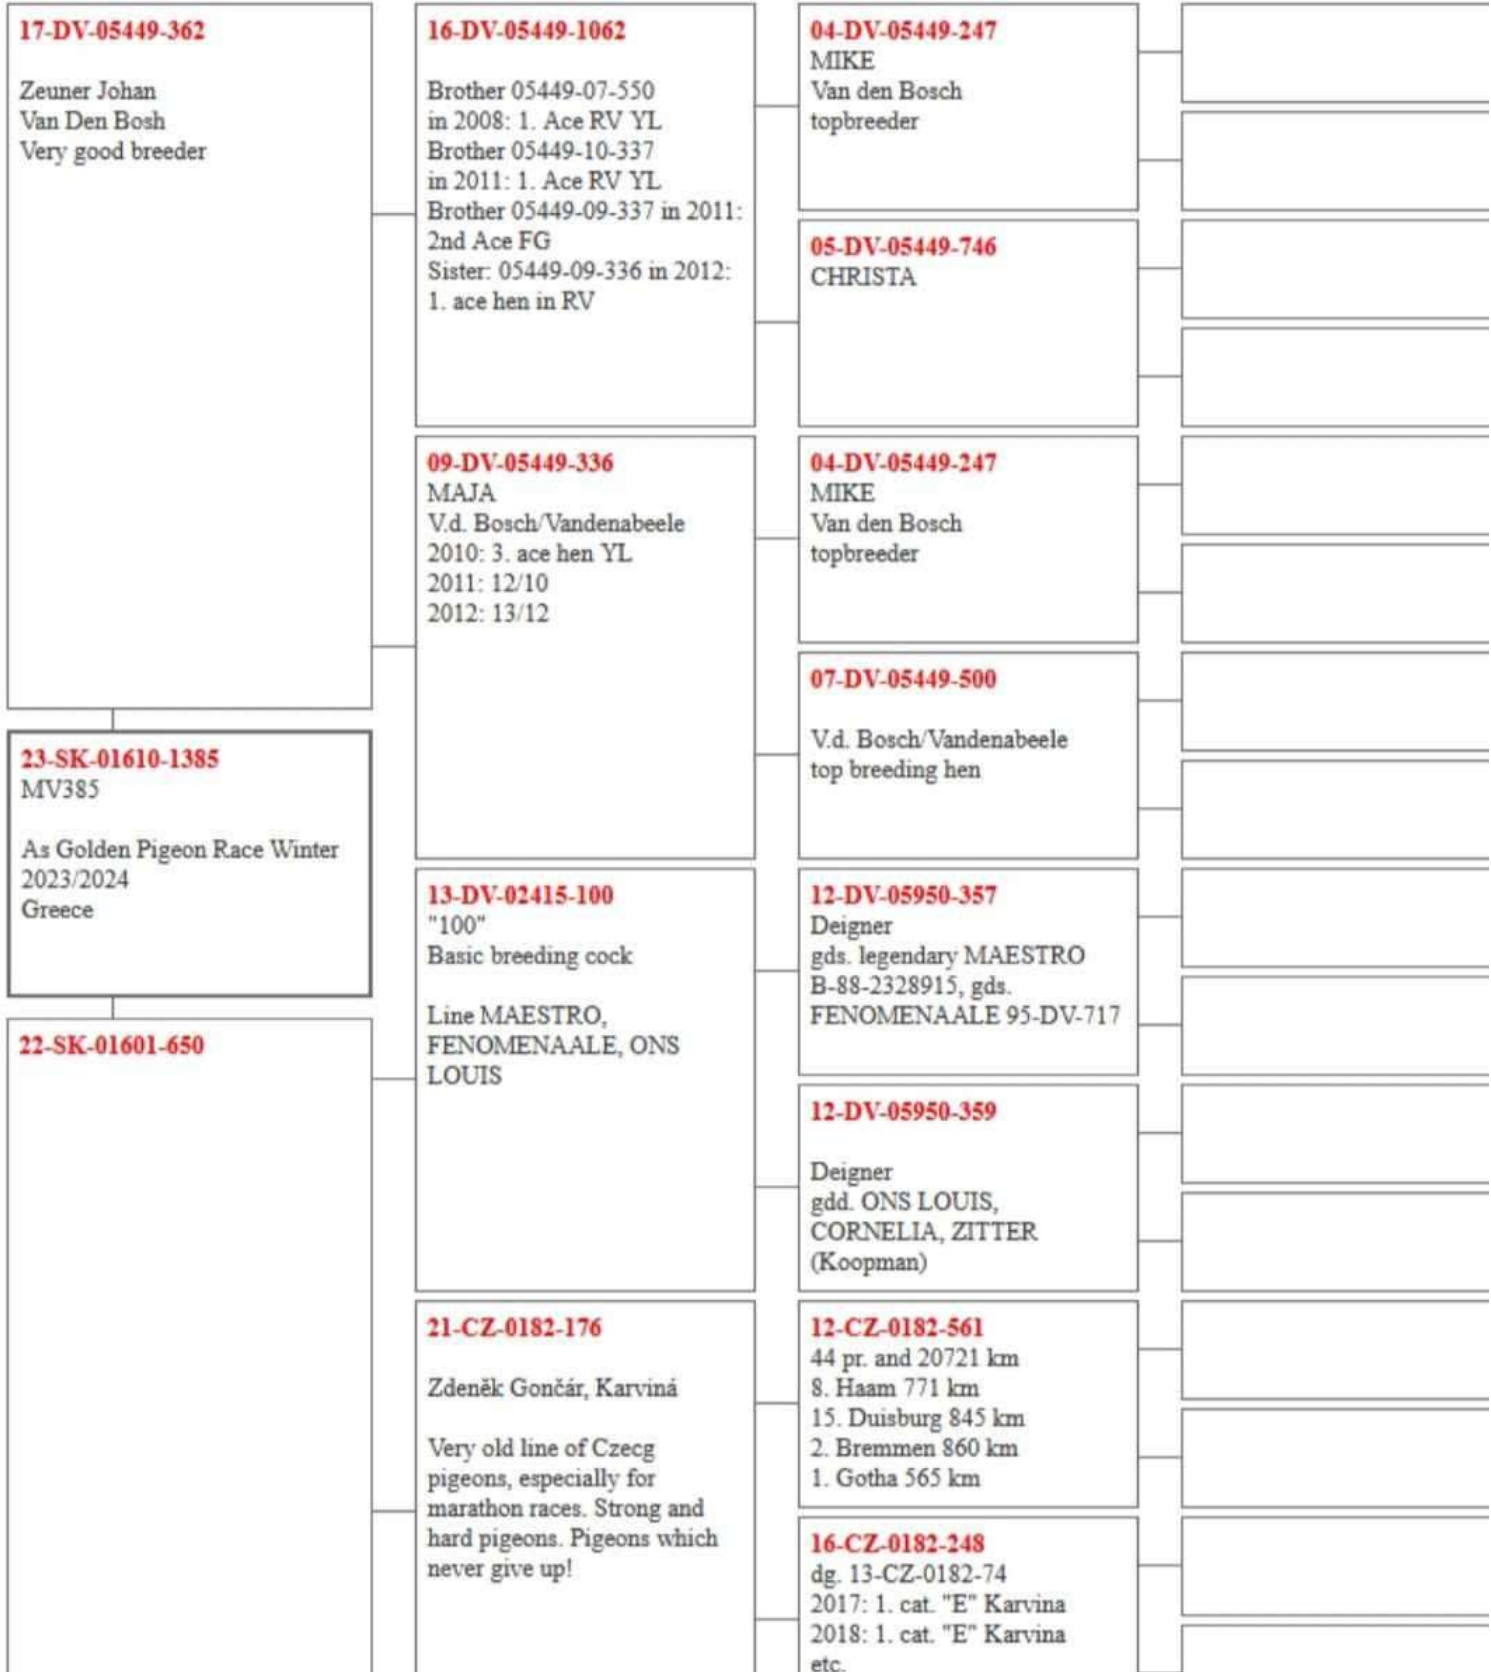 17-DV-05449-362
Zeuner Johan
Van Den Bosh
Very good breeder
23-SK-01610-1385
MV385
As Golden Pigeon Race Winter
2023/2024
Greece
22-SK-01601-650
16-DV-05449-1062
Brother 05449-07-550
in 2008: 1. Ace RV YL
Brother 05449-10-337
in 2011: 1. Ace RV YL
Brother 05449-09-337 in 2011:
2nd Ace FG
Sister: 05449-09-336 in 2012:
1. ace hen in RV
09-DV-05449-336
MAJA
V.d. Bosch/Vandenabeele
2010: 3. ace hen YL
2011: 12/10
2012: 13/12
13-DV-02415-100
"100"
Basic breeding cock
Line MAESTRO,
FENOMENAALE, ONS
LOUIS
21-CZ-0182-176
Zdeněk Gončár, Karviná
Very old line of Czecg
pigeons, especially for
marathon races. Strong and
hard pigeons. Pigeons which
never give up!
04-DV-05449-247
MIKE
Van den Bosch
topbreeder
05-DV-05449-746
CHRISTA
04-DV-05449-247
MIKE
Van den Bosch
topbreeder
07-DV-05449-500
V.d. Bosch/Vandenabeele
top breeding hen
12-DV-05950-357
Deigner
gds. legendary MAESTRO
B-88-2328915, gds.
FENOMENAALE 95-DV-717
12-DV-05950-359
Deigner
gdd. ONS LOUIS,
CORNELIA, ZITTER
(Koopman)
12-CZ-0182-561
44 pr. and 20721 km
8. Haam 771 km
15. Duisburg 845 km
2. Bremmen 860 km
1. Gotha 565 km
16-CZ-0182-248
dg. 13-CZ-0182-74
2017: 1. cat. "E" Karvina
2018: 1. cat. "E" Karvina
etc.